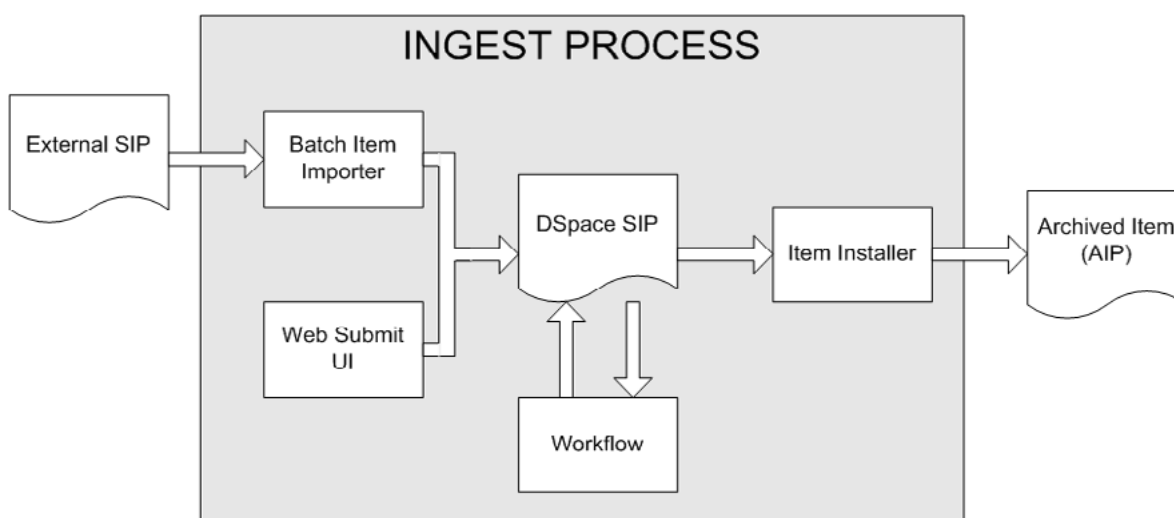 INGEST PROCESS
External SIP
Batch Item
Importer
DSpace SIP
Item Installer
Archived Item
(AIP)
Web Submit
UI
Workflow